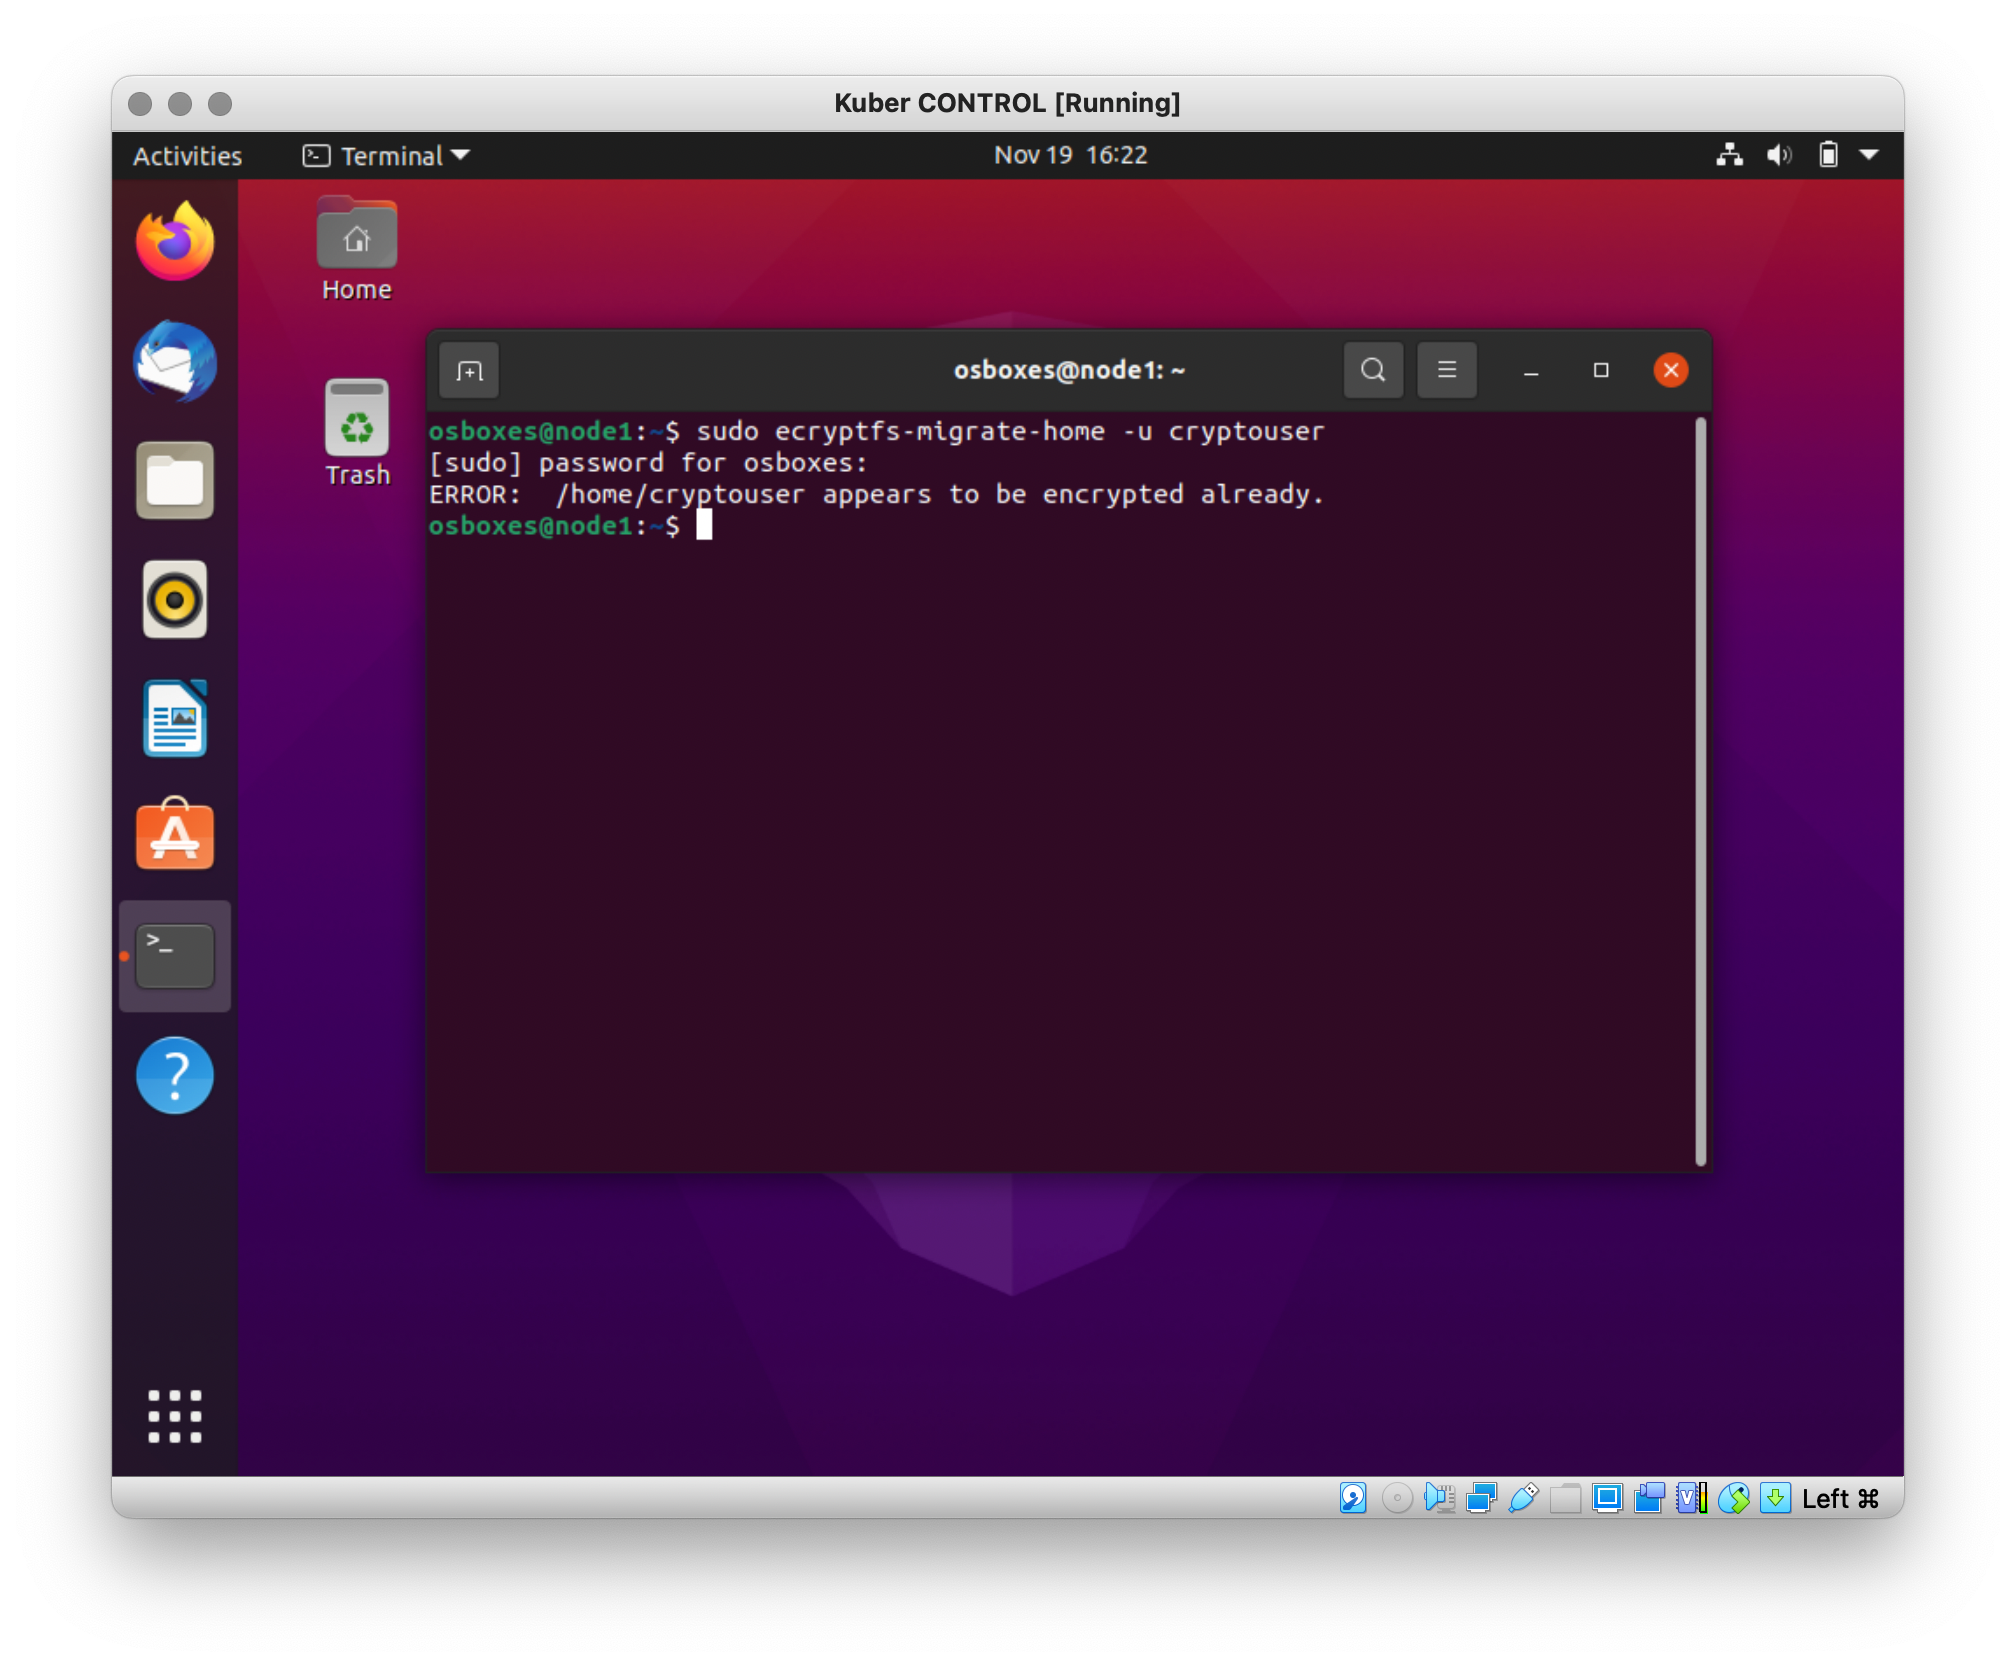 Kuber CONTROL [Running]
Activities
Terminal
Nov 19 16:22
Home
Trash
osboxes@node1: ~
osboxes@node1:~$ sudo ecryptfs-migrate-home -u cryptouser
[sudo] password for osboxes:
ERROR:  /home/cryptouser appears to be encrypted already.
osboxes@node1:~$
Left ⌘